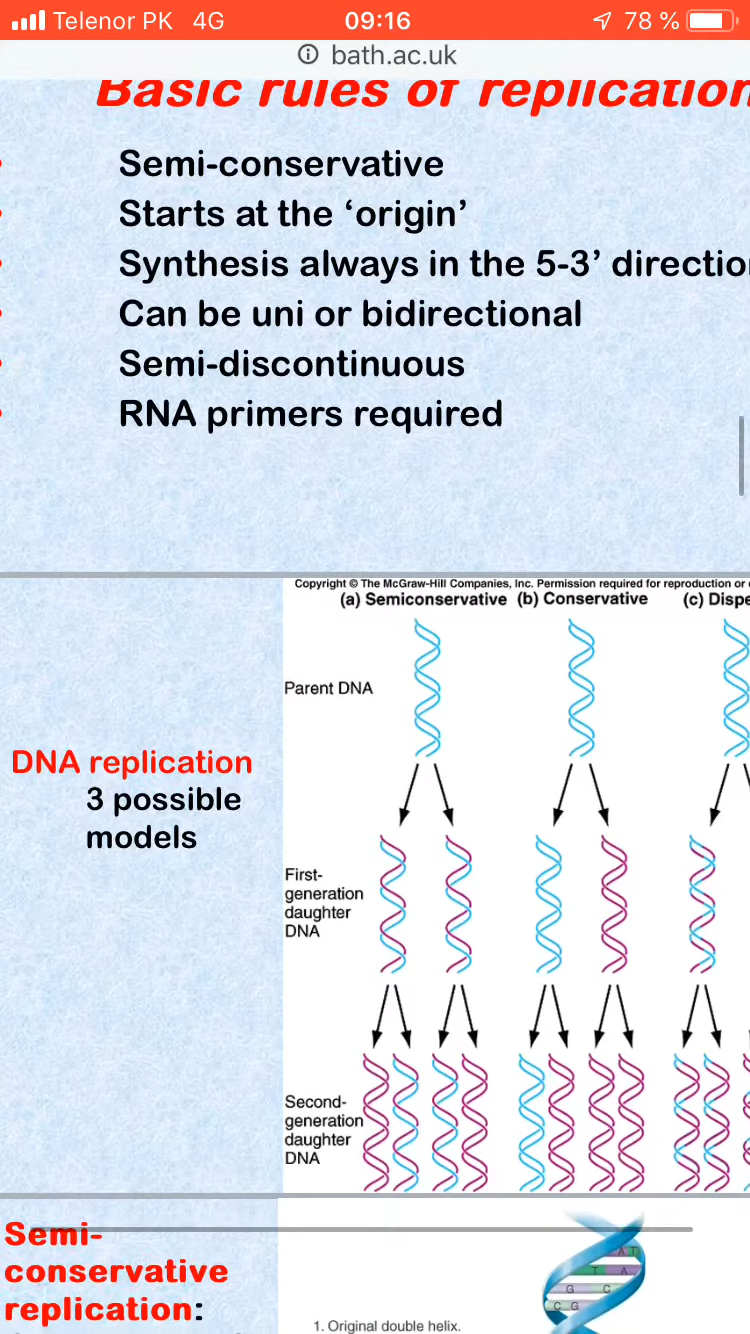 Telenor PK 4G 09:16 78 %
bath.ac.uk
Basic rules of replication
Semi-conservative
Starts at the ‘origin’
Synthesis always in the 5-3’ directio
Can be uni or bidirectional
Semi-discontinuous
RNA primers required
Copyright © The McGraw-Hill Companies, Inc. Permission required for reproduction or
(a) Semiconservative (b) Conservative (c) Dispe
Parent DNA
DNA replication
3 possible
models
First-
generation
daughter
DNA
Second-
generation
daughter
DNA
Semi-
conservative
replication:
1. Original double helix.
A T
T A
G C
C G